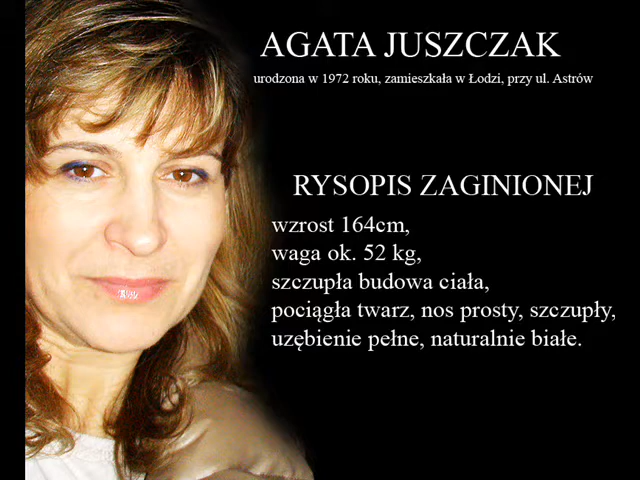 AGATA JUSZCZAK
urodzona w 1972 roku, zamieszkała w Łodzi, przy ul. Astrów
RYSOPIS ZAGINIONEJ
wzrost 164cm,
waga ok. 52 kg,
szczupła budowa ciała,
pociągła twarz, nos prosty, szczupły,
uzębienie pełne, naturalnie białe.